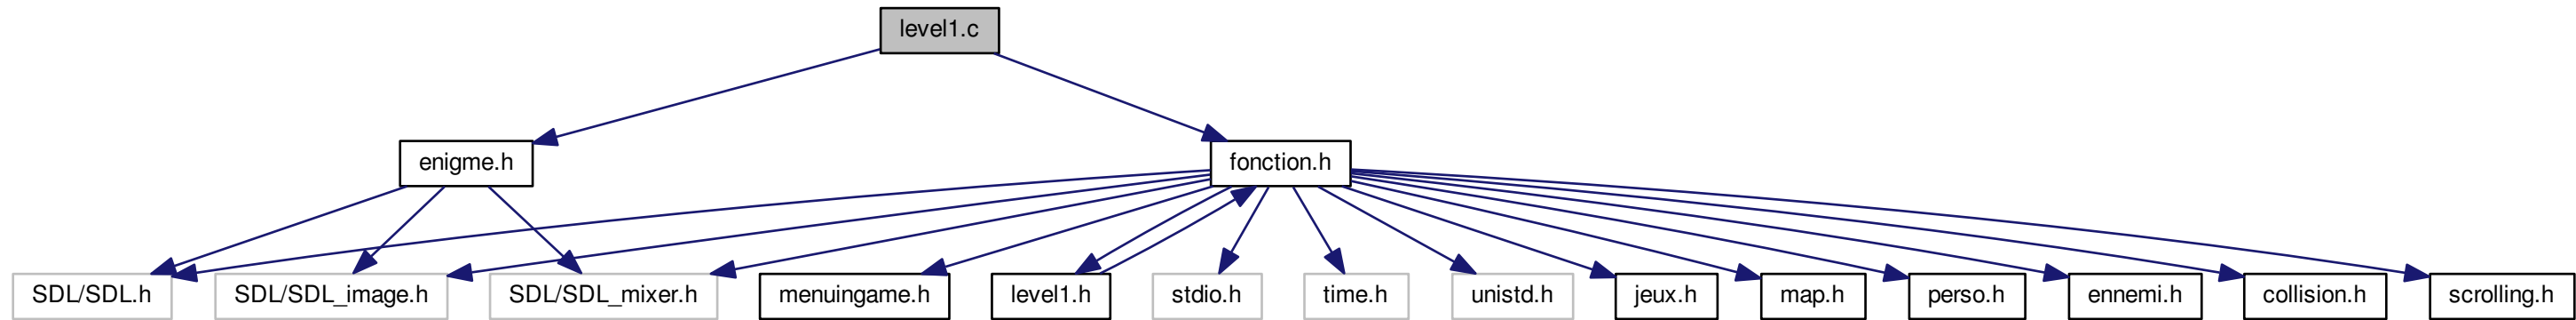 level1.c
enigme.h
fonction.h
SDL/SDL.h
SDL/SDL_image.h
SDL/SDL_mixer.h
menuingame.h
level1.h
stdio.h
time.h
unistd.h
jeux.h
map.h
perso.h
ennemi.h
collision.h
scrolling.h